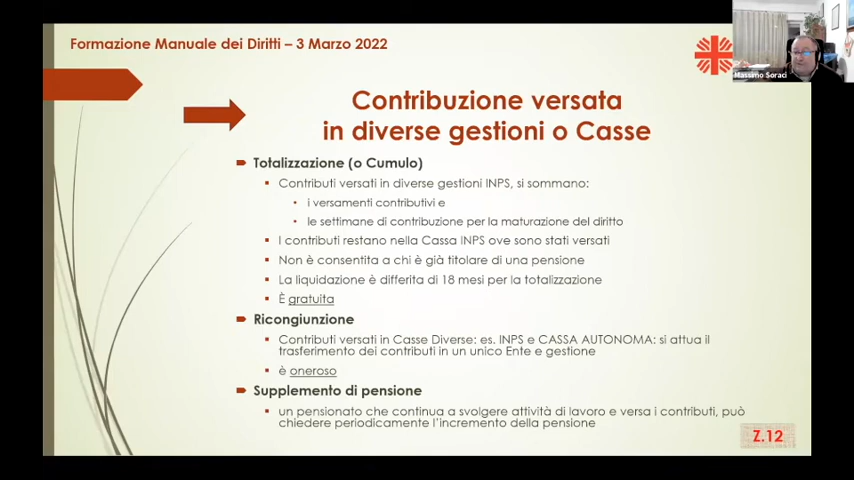 Formazione Manuale dei Diritti – 3 Marzo 2022
Massimo Soraci
Contribuzione versata
in diverse gestioni o Casse
Totalizzazione (o Cumulo)
Contributi versati in diverse gestioni INPS, si sommano:
i versamenti contributivi e
le settimane di contribuzione per la maturazione del diritto
I contributi restano nella Cassa INPS ove sono stati versati
Non è consentita a chi è già titolare di una pensione
La liquidazione è differita di 18 mesi per la totalizzazione
È gratuita
Ricongiunzione
Contributi versati in Casse Diverse: es. INPS e CASSA AUTONOMA: si attua il
trasferimento dei contributi in un unico Ente e gestione
è oneroso
Supplemento di pensione
un pensionato che continua a svolgere attività di lavoro e versa i contributi, può
chiedere periodicamente l'incremento della pensione
Z.12